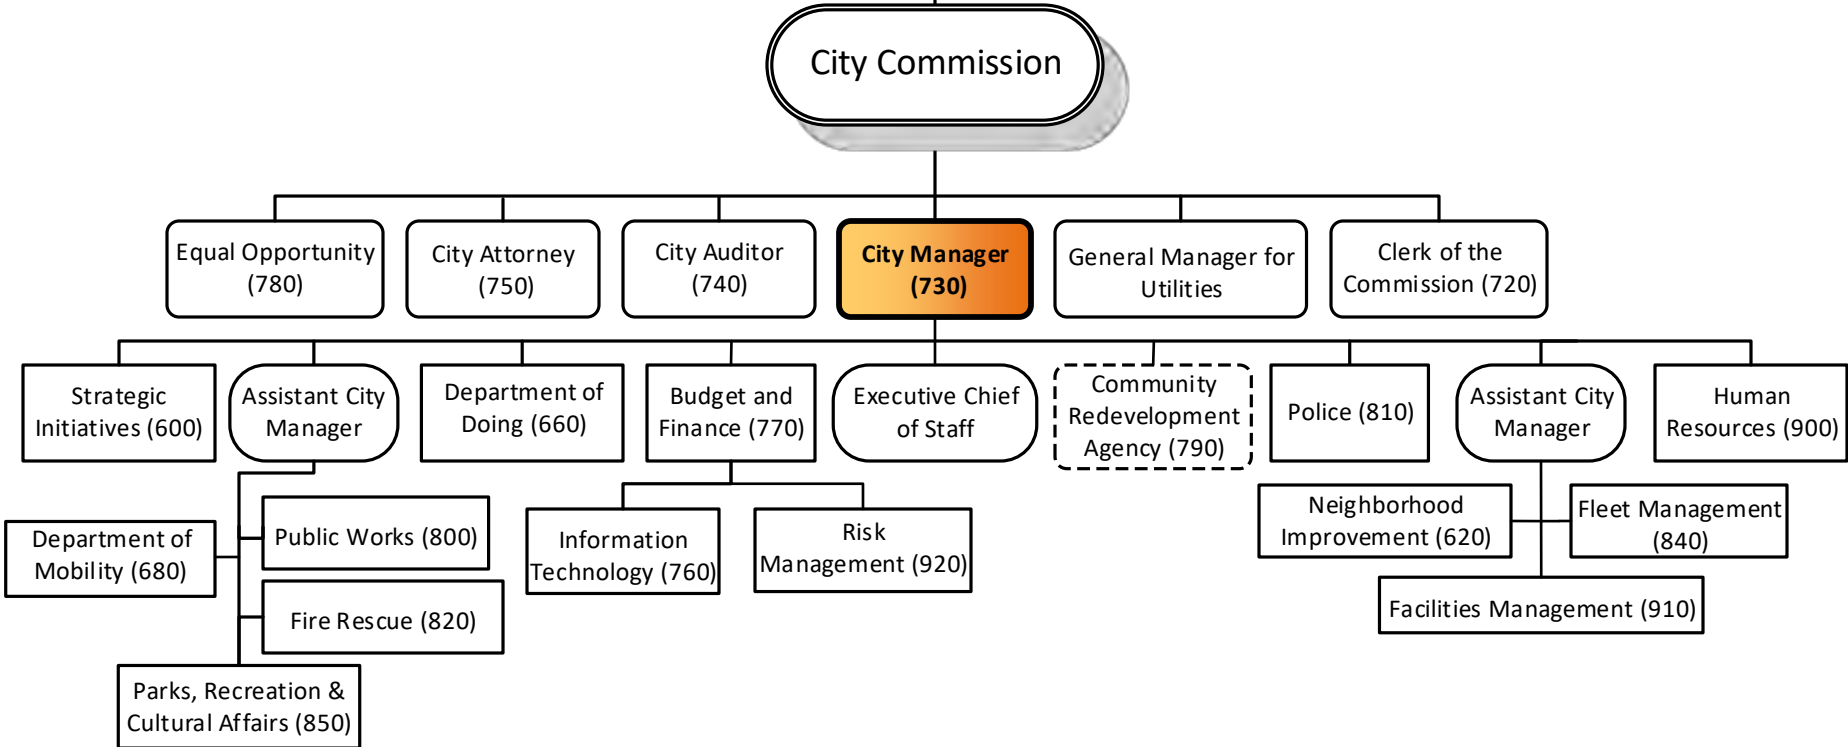 City Commission
Equal Opportunity
(780)
City Attorney
(750)
City Auditor
(740)
City Manager
(730)
General Manager for
Utilities
Clerk of the
Commission (720)
Strategic
Initiatives (600)
Assistant City
Manager
Department of
Doing (660)
Budget and
Finance (770)
Executive Chief
of Staff
Community
Redevelopment
Agency (790)
Police (810)
Assistant City
Manager
Human
Resources (900)
Department of
Mobility (680)
Public Works (800)
Fire Rescue (820)
Parks, Recreation &
Cultural Affairs (850)
Information
Technology (760)
Risk
Management (920)
Neighborhood
Improvement (620)
Fleet Management
(840)
Facilities Management (910)